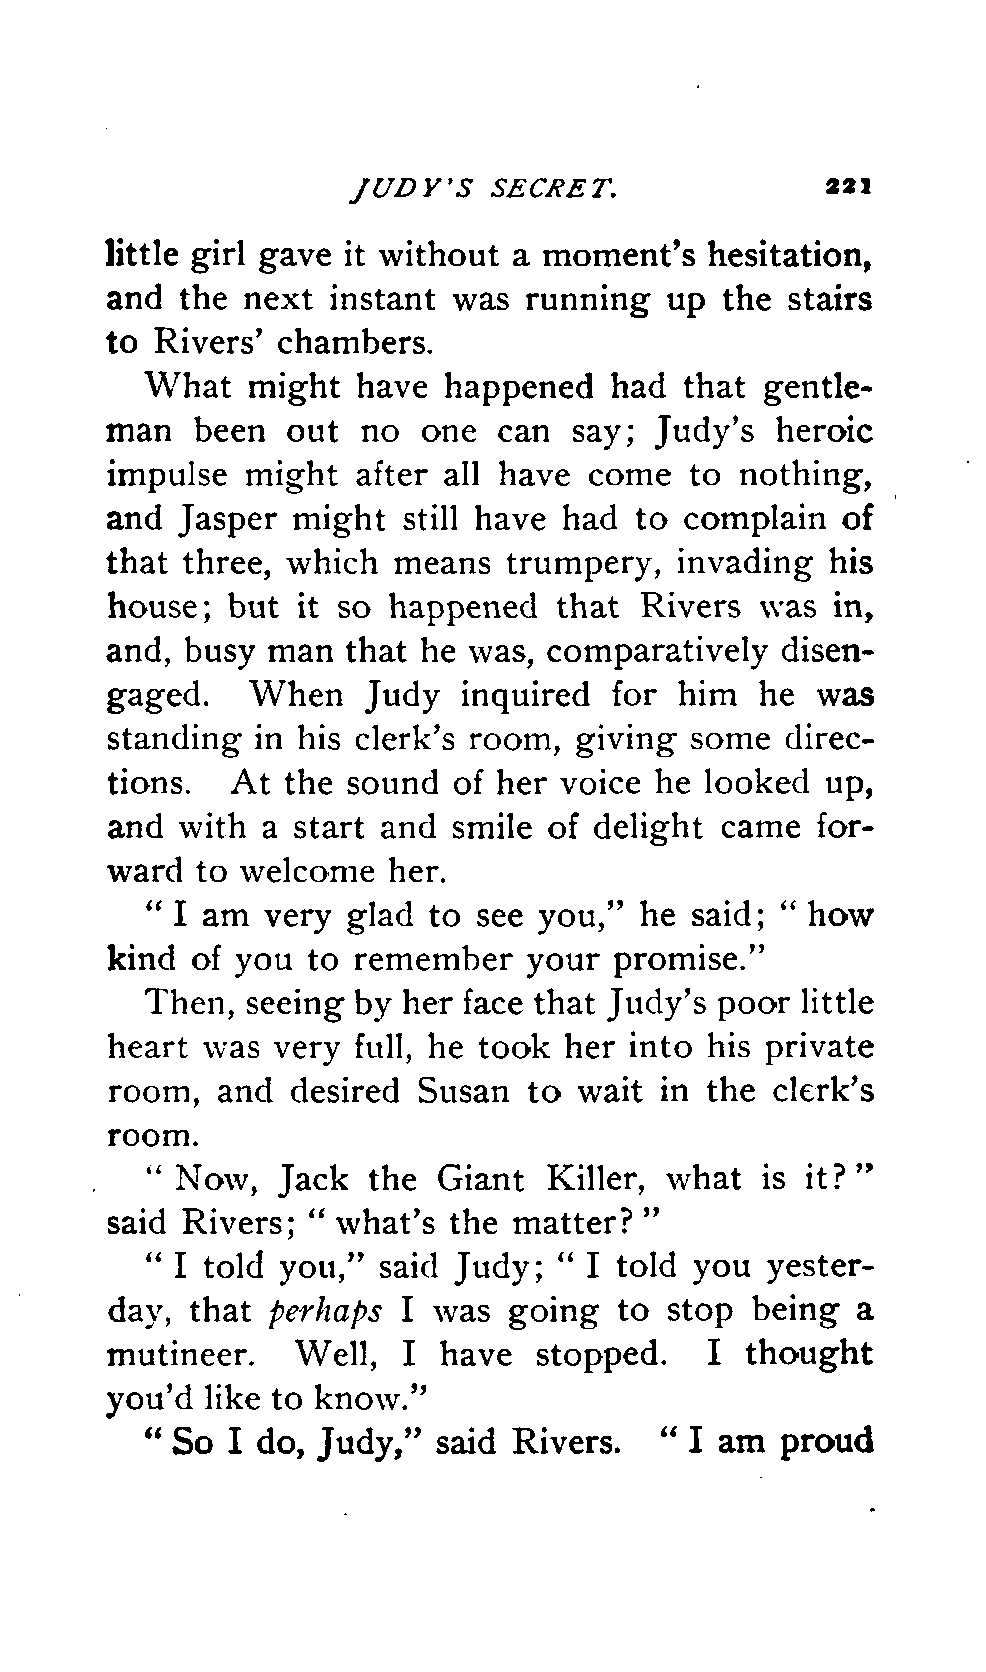 JUDY'S SECRET. 221
little girl gave it without a moment's hesitation,
and the next instant was running up the stairs
to Rivers' chambers.
What might have happened had that gentle-
man been out no one can say; Judy's heroic
impulse might after all have come to nothing,
and Jasper might still have had to complain of
that three, which means trumpery, invading his
house; but it so happened that Rivers was in,
and, busy man that he was, comparatively disen-
gaged. When Judy inquired for him he was
standing in his clerk's room, giving some direc-
tions. At the sound of her voice he looked up,
and with a start and smile of delight came for-
ward to welcome her.
" I am very glad to see you," he said; " how
kind of you to remember your promise."
Then, seeing by her face that Judy's poor little
heart was very full, he took her into his private
room, and desired Susan to wait in the clerk's
room.
" Now, Jack the Giant Killer, what is it? "
said Rivers; " what's the matter? "
" I told you," said Judy; " I told you yester-
day, that perhaps I was going to stop being a
mutineer. Well, I have stopped. I thought
you'd like to know."
" So I do, Judy," said Rivers. " I am proud